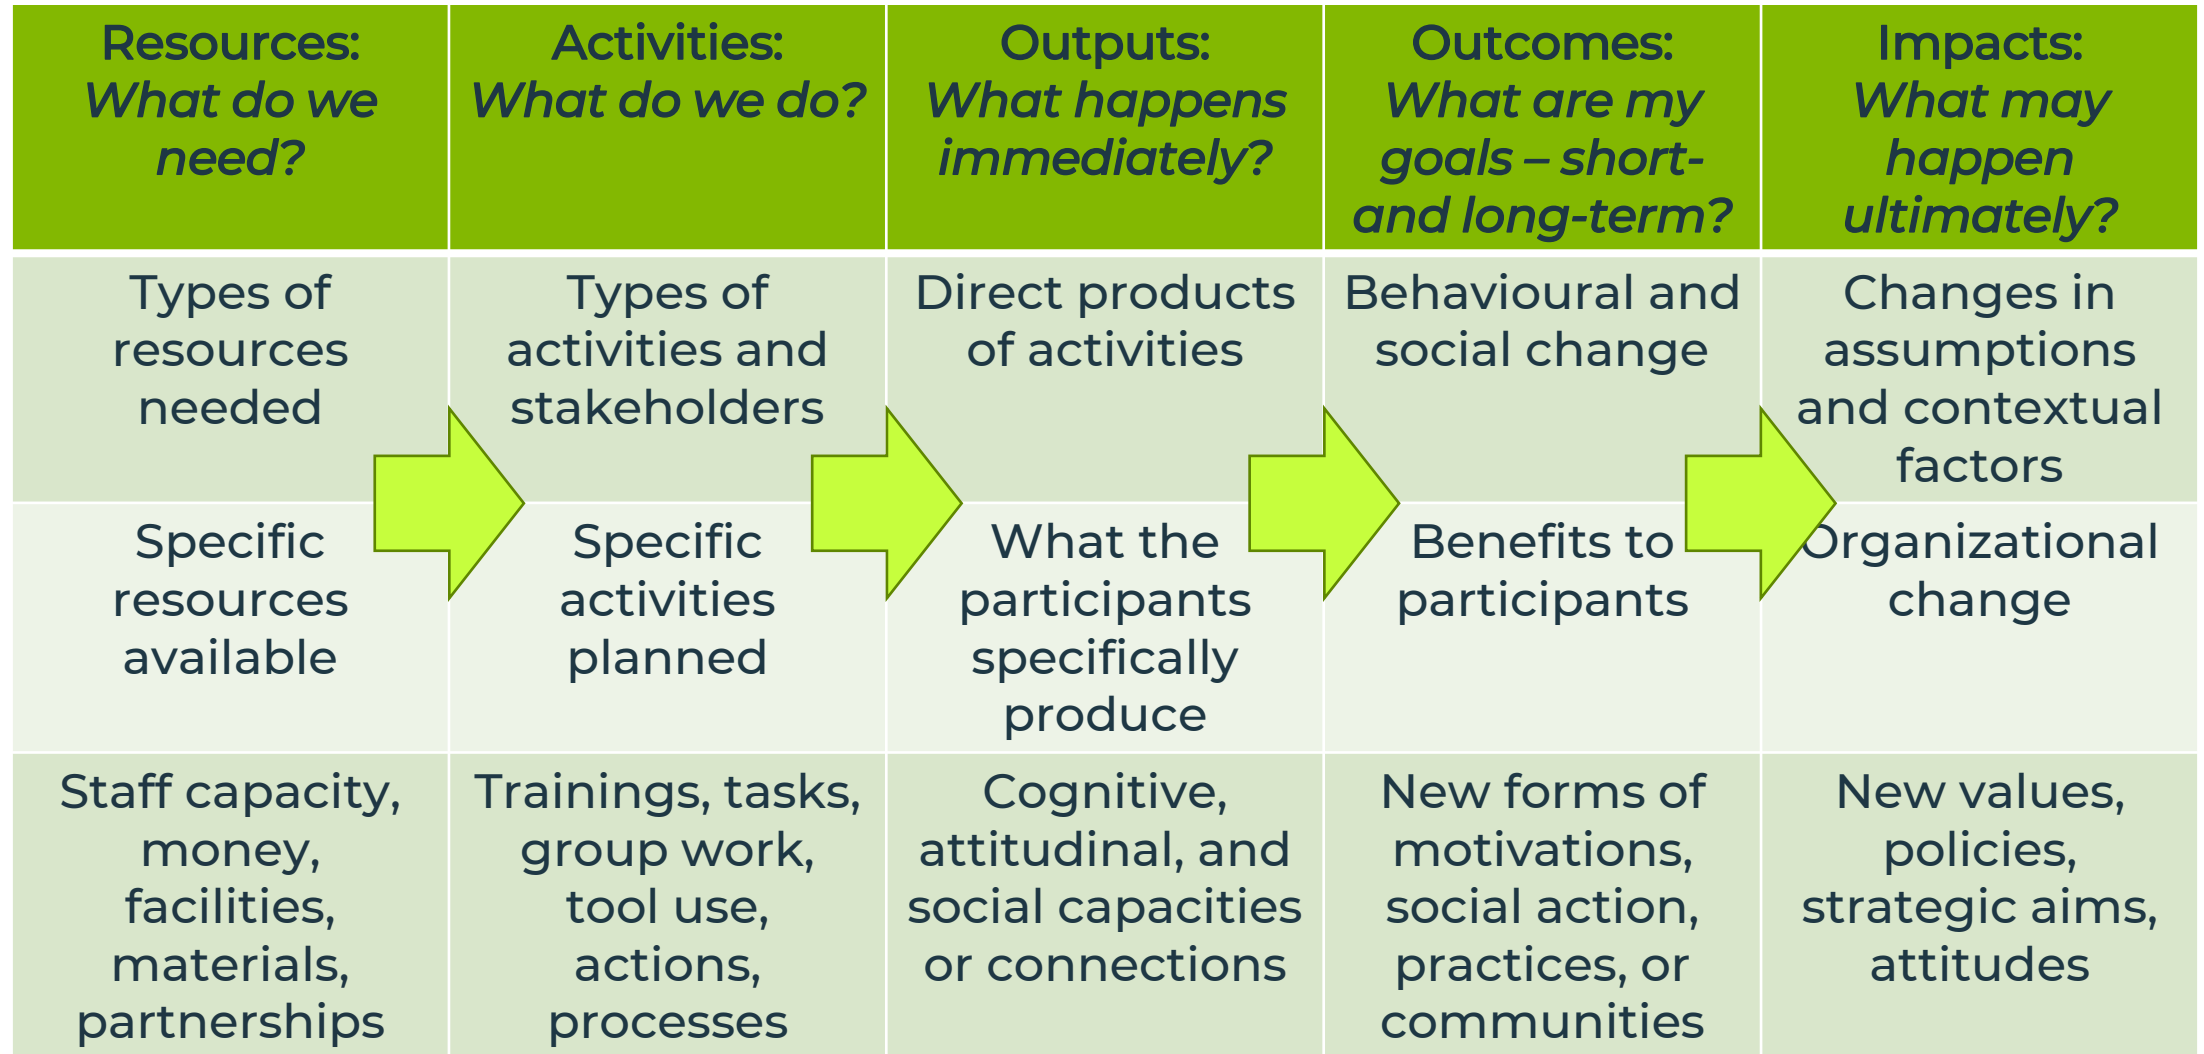 Resources:
What do we
need?
Activities:
What do we do?
Outputs:
What happens
immediately?
Outcomes:
What are my
goals – short-
and long-term?
Impacts:
What may
happen
ultimately?
Types of
resources
needed
Types of
activities and
stakeholders
Direct products
of activities
Behavioural and
social change
Changes in
assumptions
and contextual
factors
Specific
resources
available
Specific
activities
planned
What the
participants
specifically
produce
Benefits to
participants
Organizational
change
Staff capacity,
money,
facilities,
materials,
partnerships
Trainings, tasks,
group work,
tool use,
actions,
processes
Cognitive,
attitudinal, and
social capacities
or connections
New forms of
motivations,
social action,
practices, or
communities
New values,
policies,
strategic aims,
attitudes